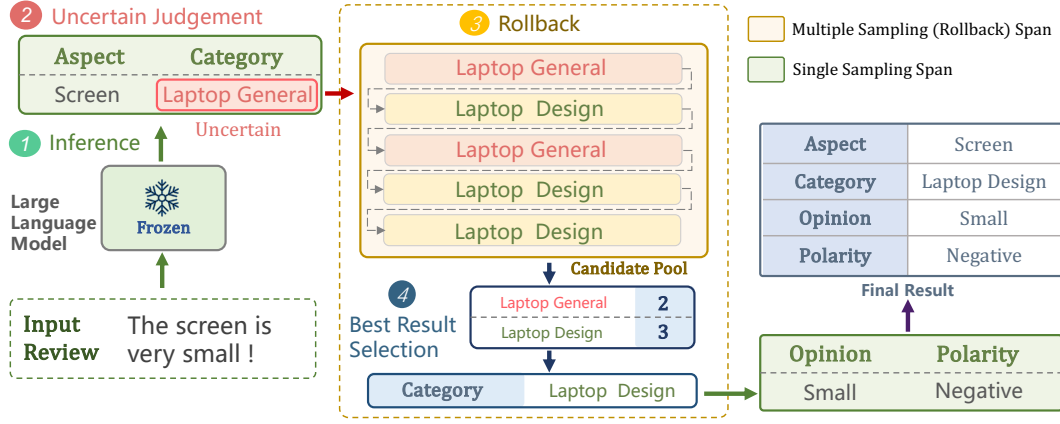 2 Uncertain Judgement
Aspect Category
Screen Laptop General
Uncertain
1 Inference
Large
Language
Model
Frozen
Input
Review
The screen is
very small !
3 Rollback
Laptop General
Laptop Design
Laptop General
Laptop Design
Laptop Design
Candidate Pool
4
Best Result
Selection
Laptop General 2
Laptop Design 3
Category Laptop Design
Multiple Sampling (Rollback) Span
Single Sampling Span
Aspect Screen
Category Laptop Design
Opinion Small
Polarity Negative
Final Result
Opinion Polarity
Small Negative